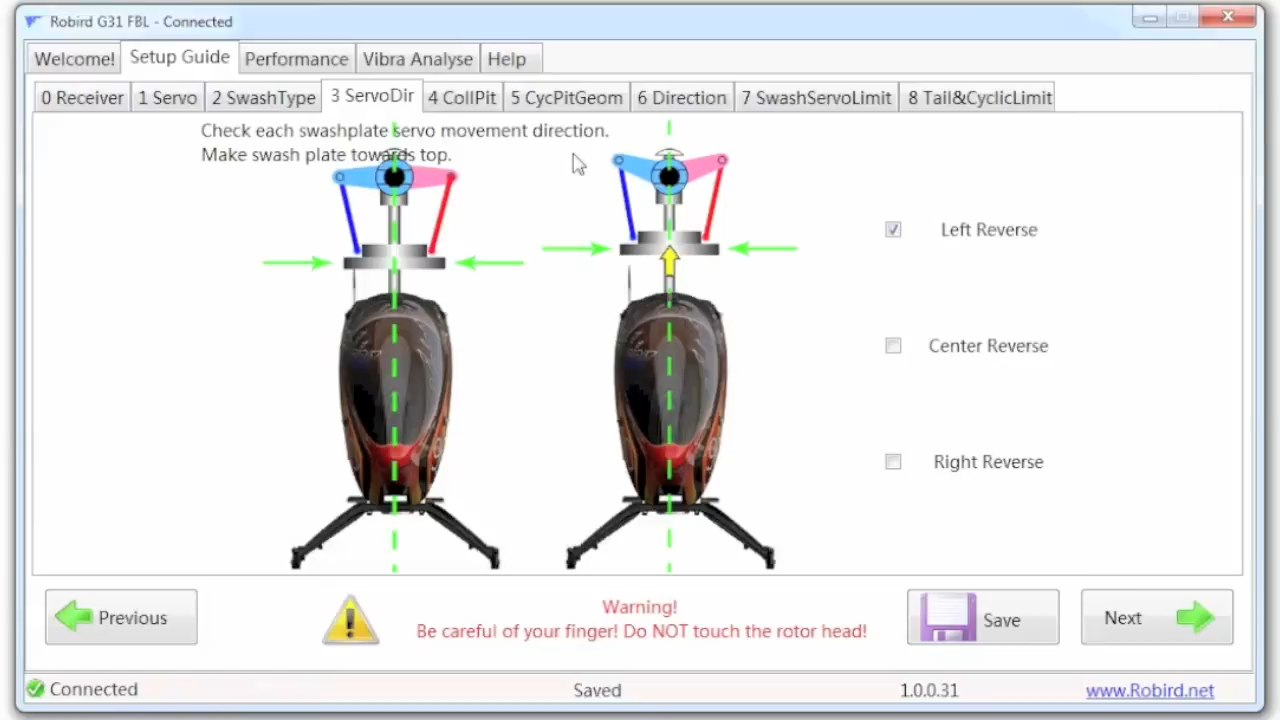 Robird G31 FBL - Connected
Welcome! Setup Guide Performance Vibra Analyse Help
0 Receiver 1 Servo 2 SwashType 3 ServoDir 4 CollPit 5 CycPitGeom 6 Direction 7 SwashServoLimit 8 Tail&CyclicLimit
Check each swashplate servo movement direction.
Make swash plate towards top.
Left Reverse
Center Reverse
Right Reverse
Previous
Warning!
Be careful of your finger! Do NOT touch the rotor head!
Save
Next
Connected Saved 1.0.0.31 www.Robird.net